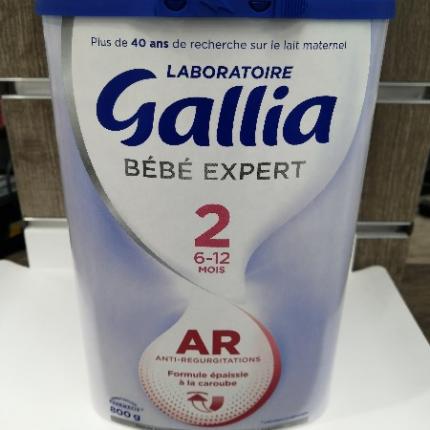 Plus de 40 ans de recherche sur le lait maternel
LABORATOIRE
Gallia
BÉBÉ EXPERT
2
6-12
MOIS
AR
ANTI-REGURGITATIONS
Formule épaissie
à la caroube
800 g